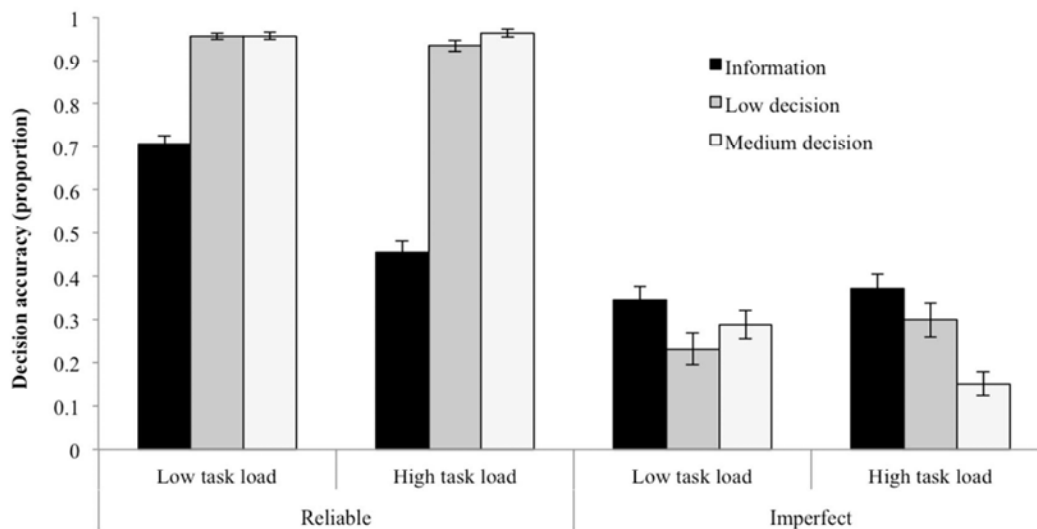 Decision accuracy (proportion)
1
0.9
0.8
0.7
0.6
0.5
0.4
0.3
0.2
0.1
0
Information
Low decision
Medium decision
Low task load
High task load
Low task load
High task load
Reliable
Imperfect